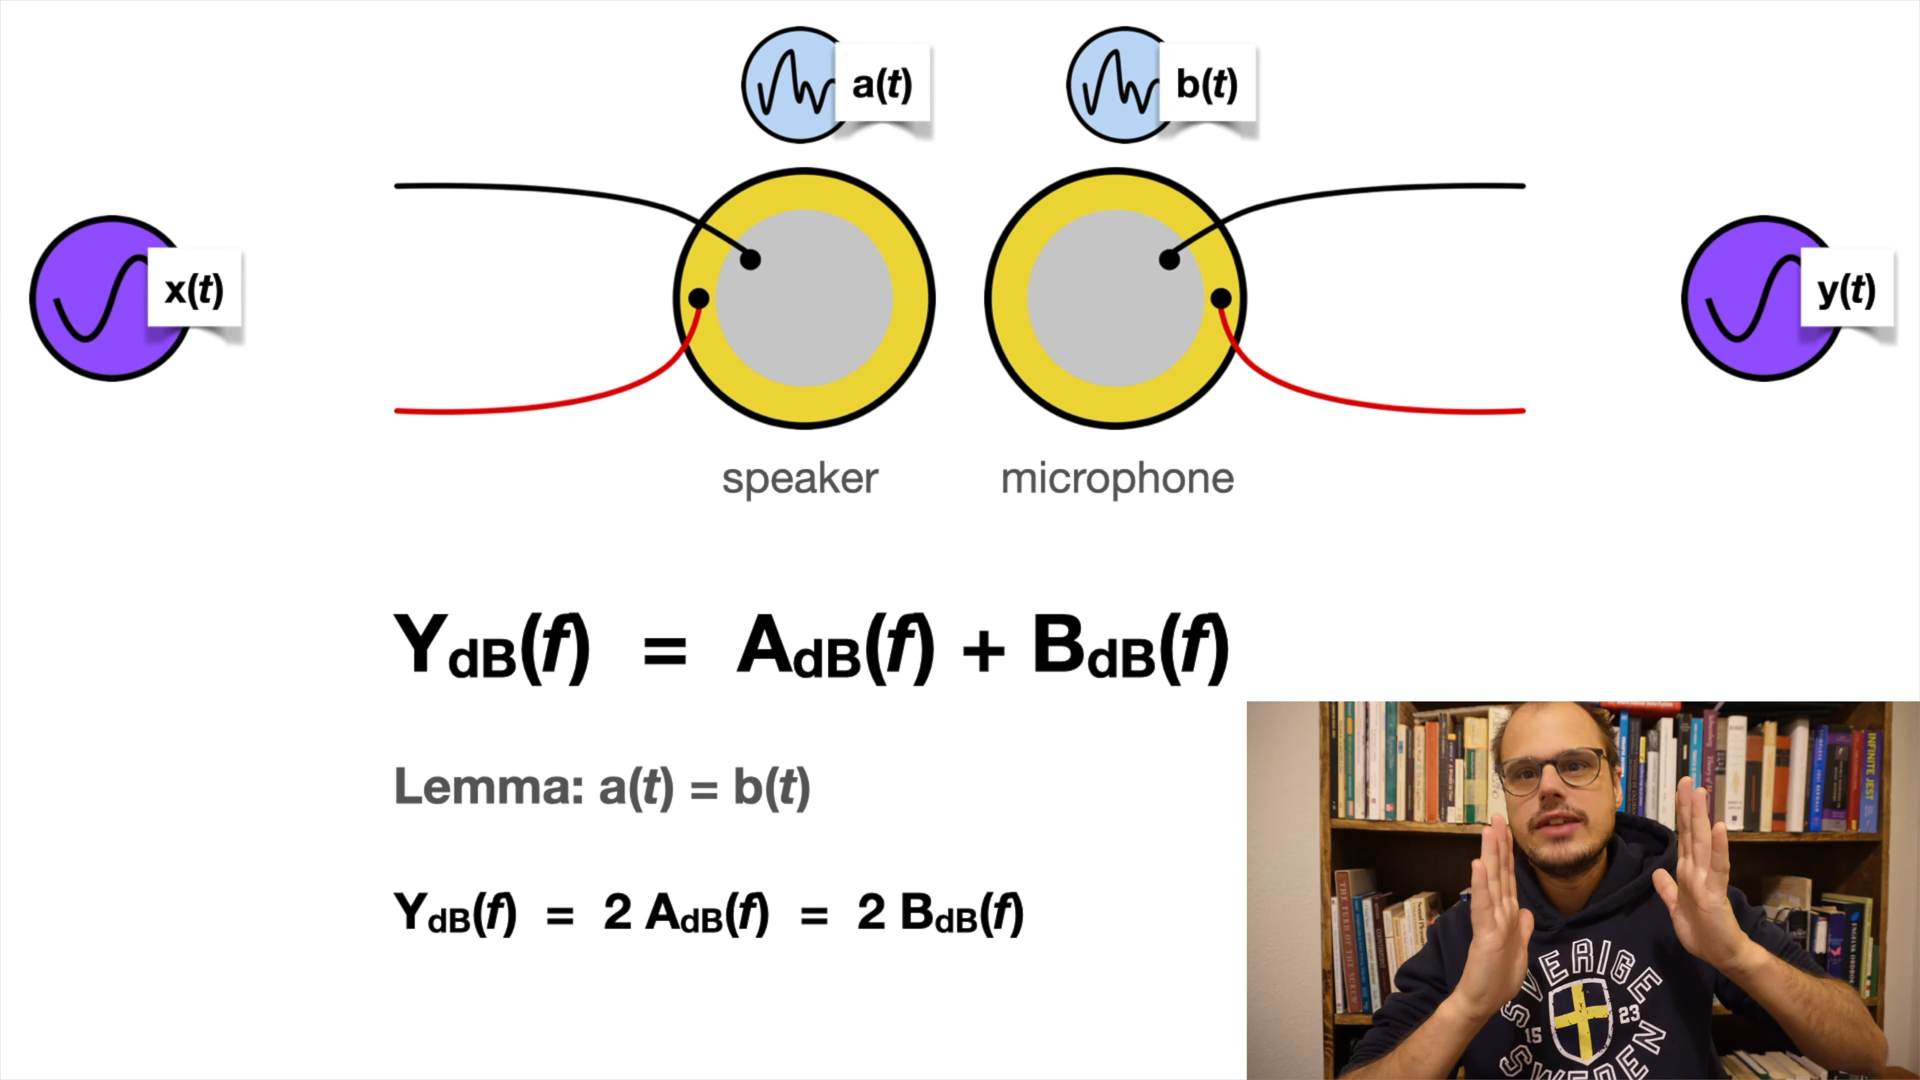 a(t)
b(t)
x(t)
y(t)
speaker
microphone
YdB(f) = AdB(f) + BdB(f)
Lemma: a(t) = b(t)
YdB(f) = 2 AdB(f) = 2 BdB(f)
INFINITE JEST
SVERIGE
15 23
SWEDEN